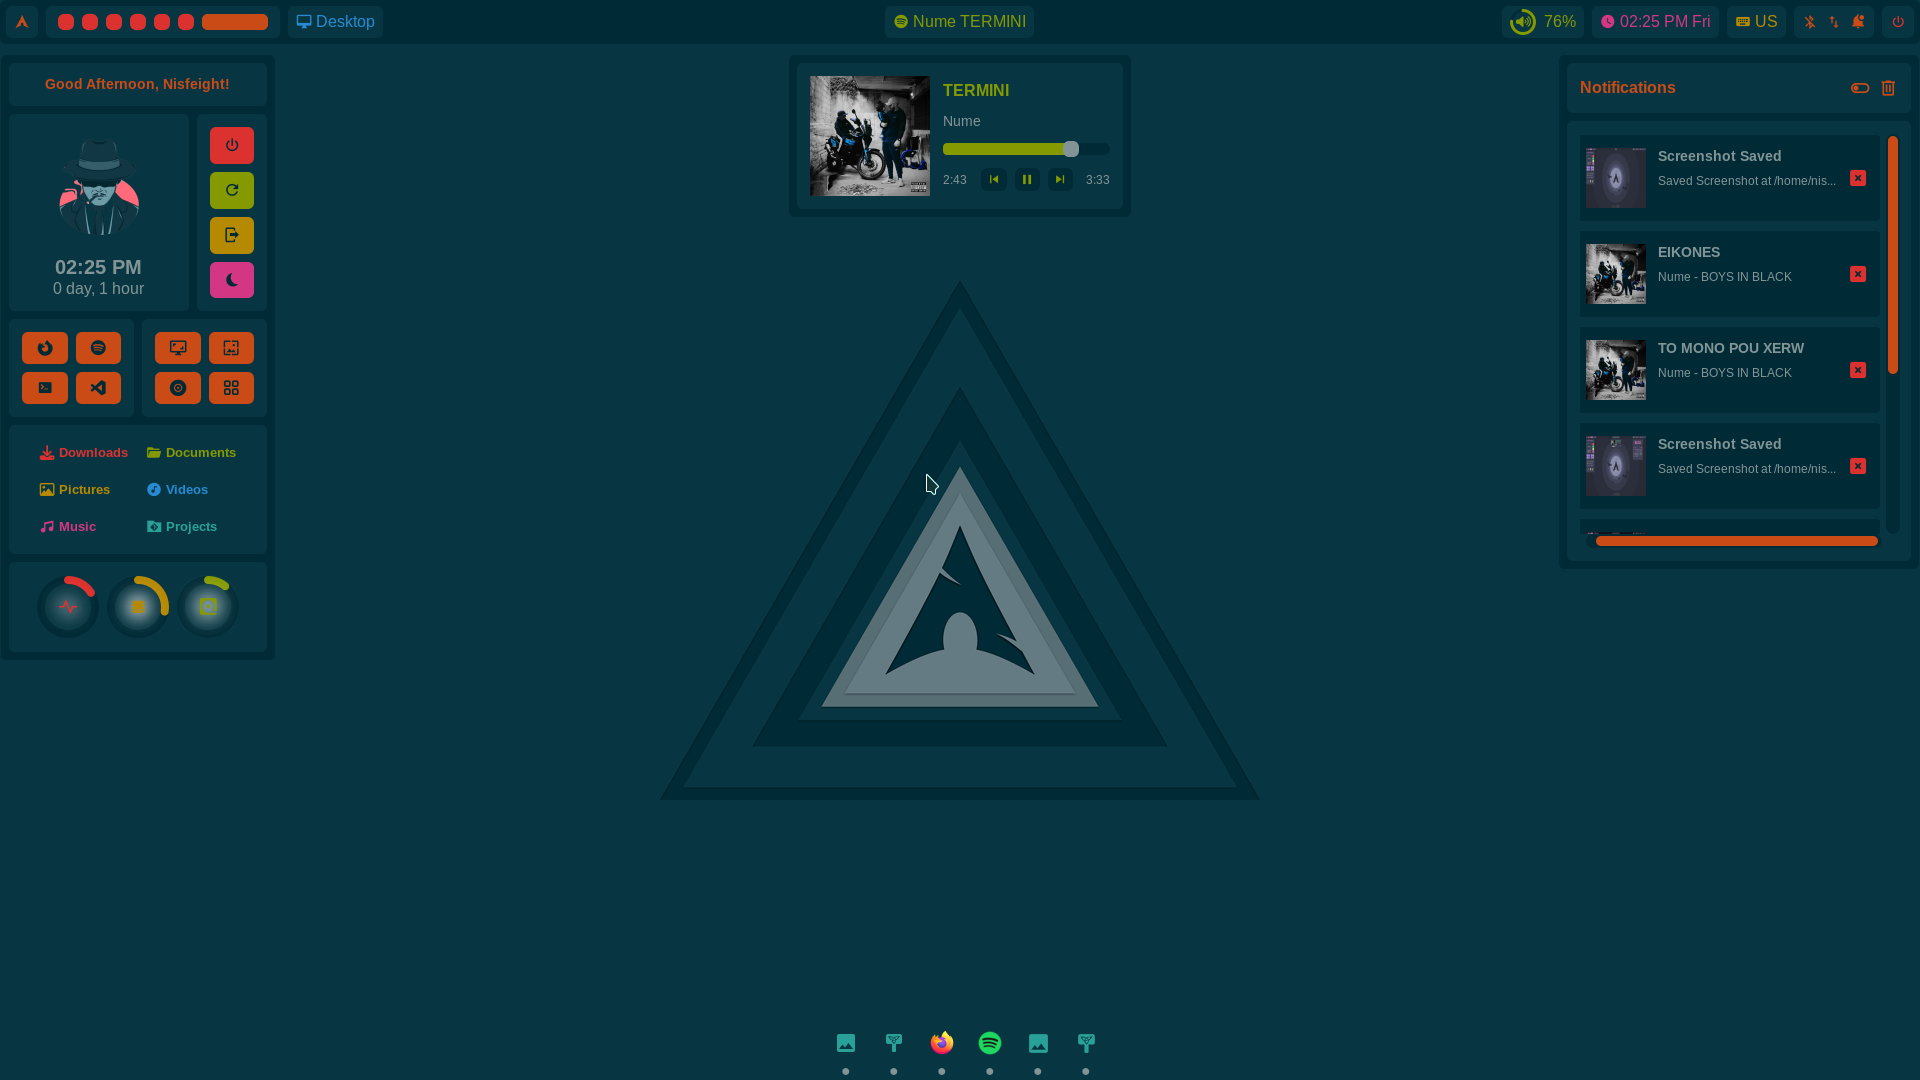 Desktop
Nume TERMINI
76%
02:25 PM Fri
US
Good Afternoon, Nisfeight!
02:25 PM
0 day, 1 hour
Downloads
Documents
Pictures
Videos
Music
Projects
TERMINI
Nume
2:43
3:33
Notifications
Screenshot Saved
Saved Screenshot at /home/nis...
EIKONES
Nume - BOYS IN BLACK
TO MONO POU XERW
Nume - BOYS IN BLACK
Screenshot Saved
Saved Screenshot at /home/nis...